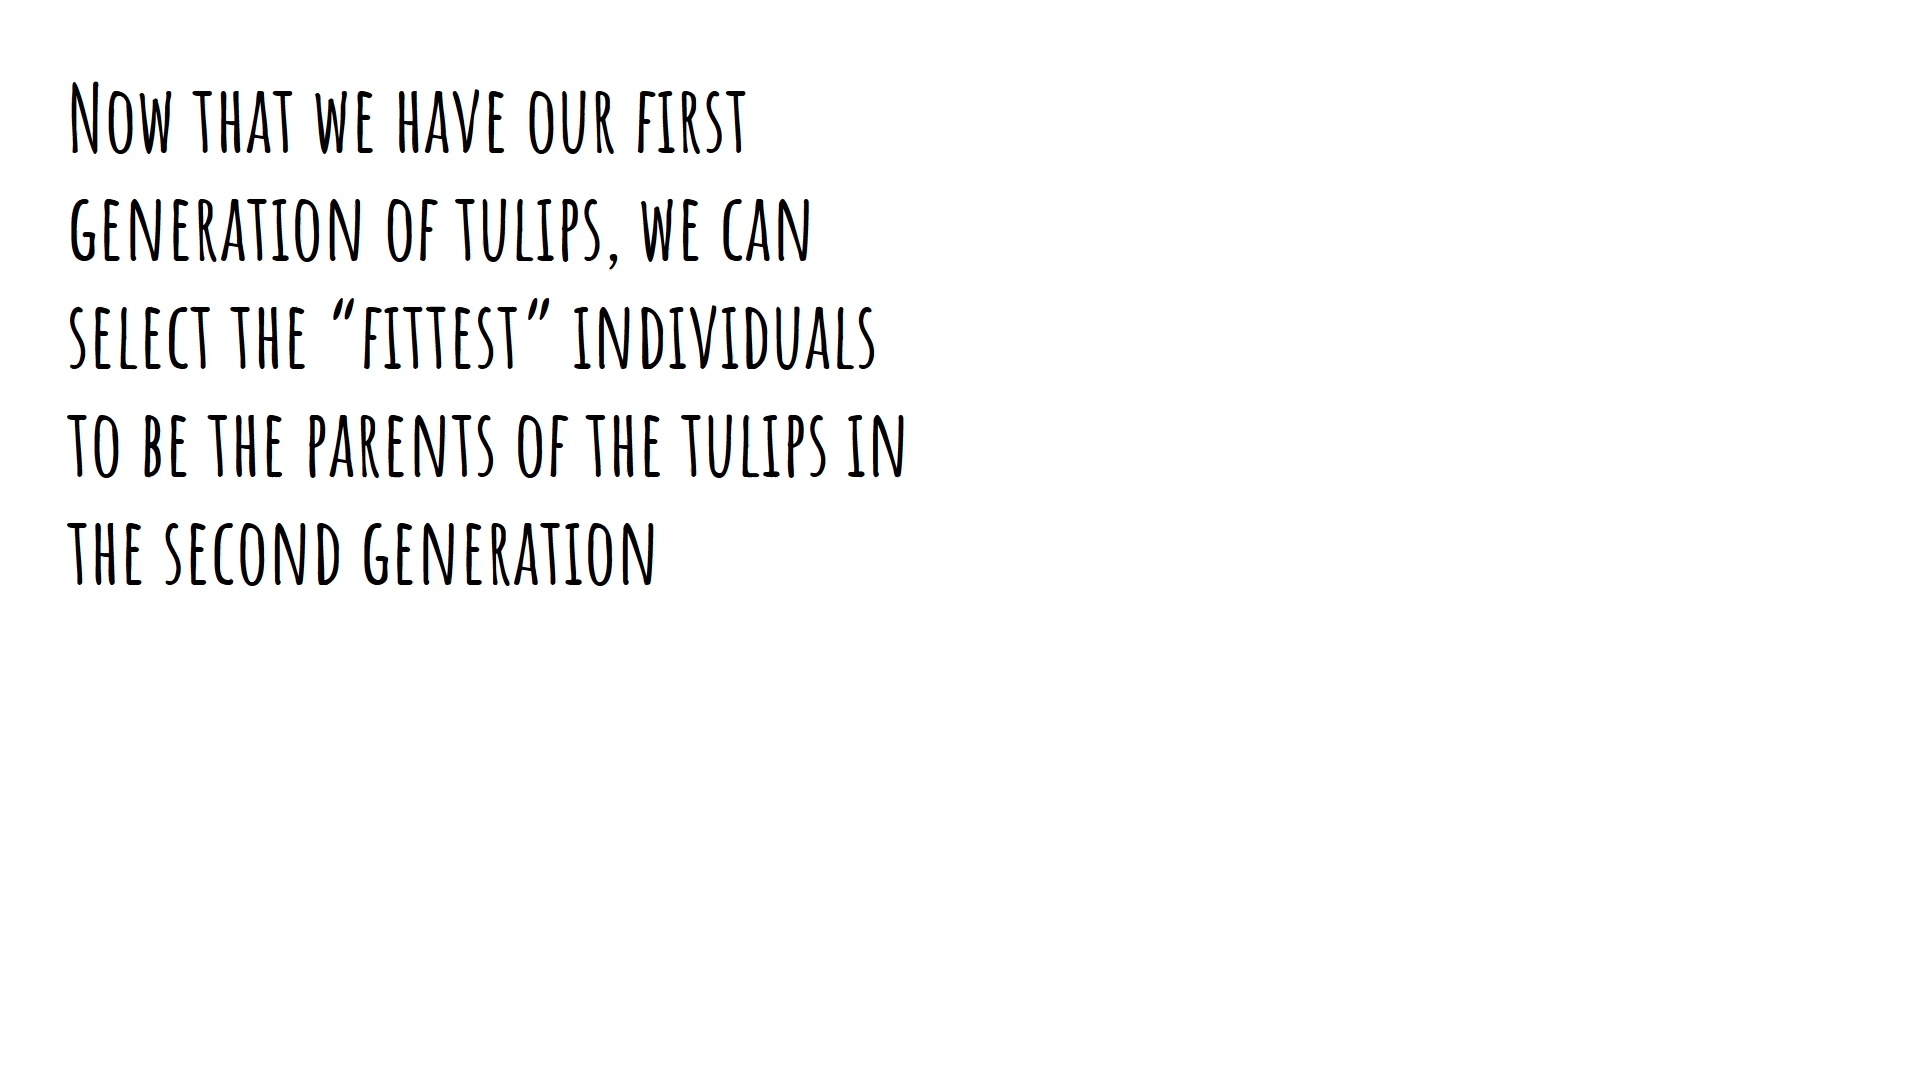 Now that we have our first
generation of tulips, we can
select the “fittest” individuals
to be the parents of the tulips in
the second generation